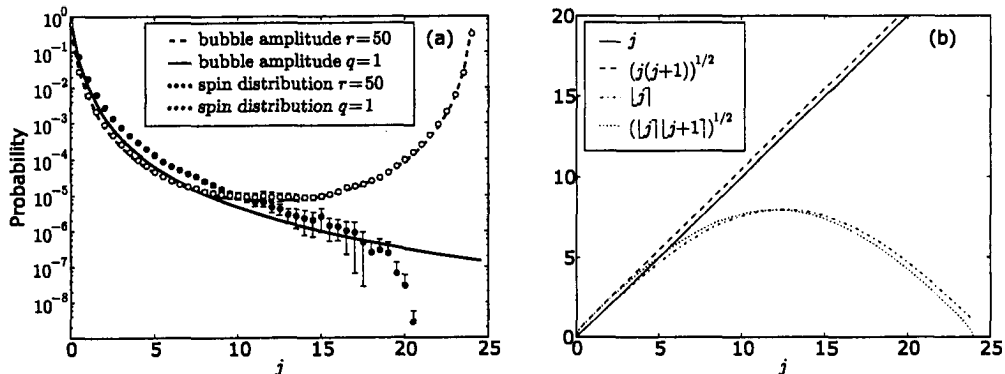 (a)
Probability
10⁰
10⁻¹
10⁻²
10⁻³
10⁻⁴
10⁻⁵
10⁻⁶
10⁻⁷
10⁻⁸
bubble amplitude r=50
bubble amplitude q=1
spin distribution r=50
spin distribution q=1
0 5 10 15 20 25
j
(b)
20
15
10
5
0
j
(j(j+1))^{1/2}
⌊j⌉
(⌊j⌉⌊j+1⌉)^{1/2}
0 5 10 15 20 25
j